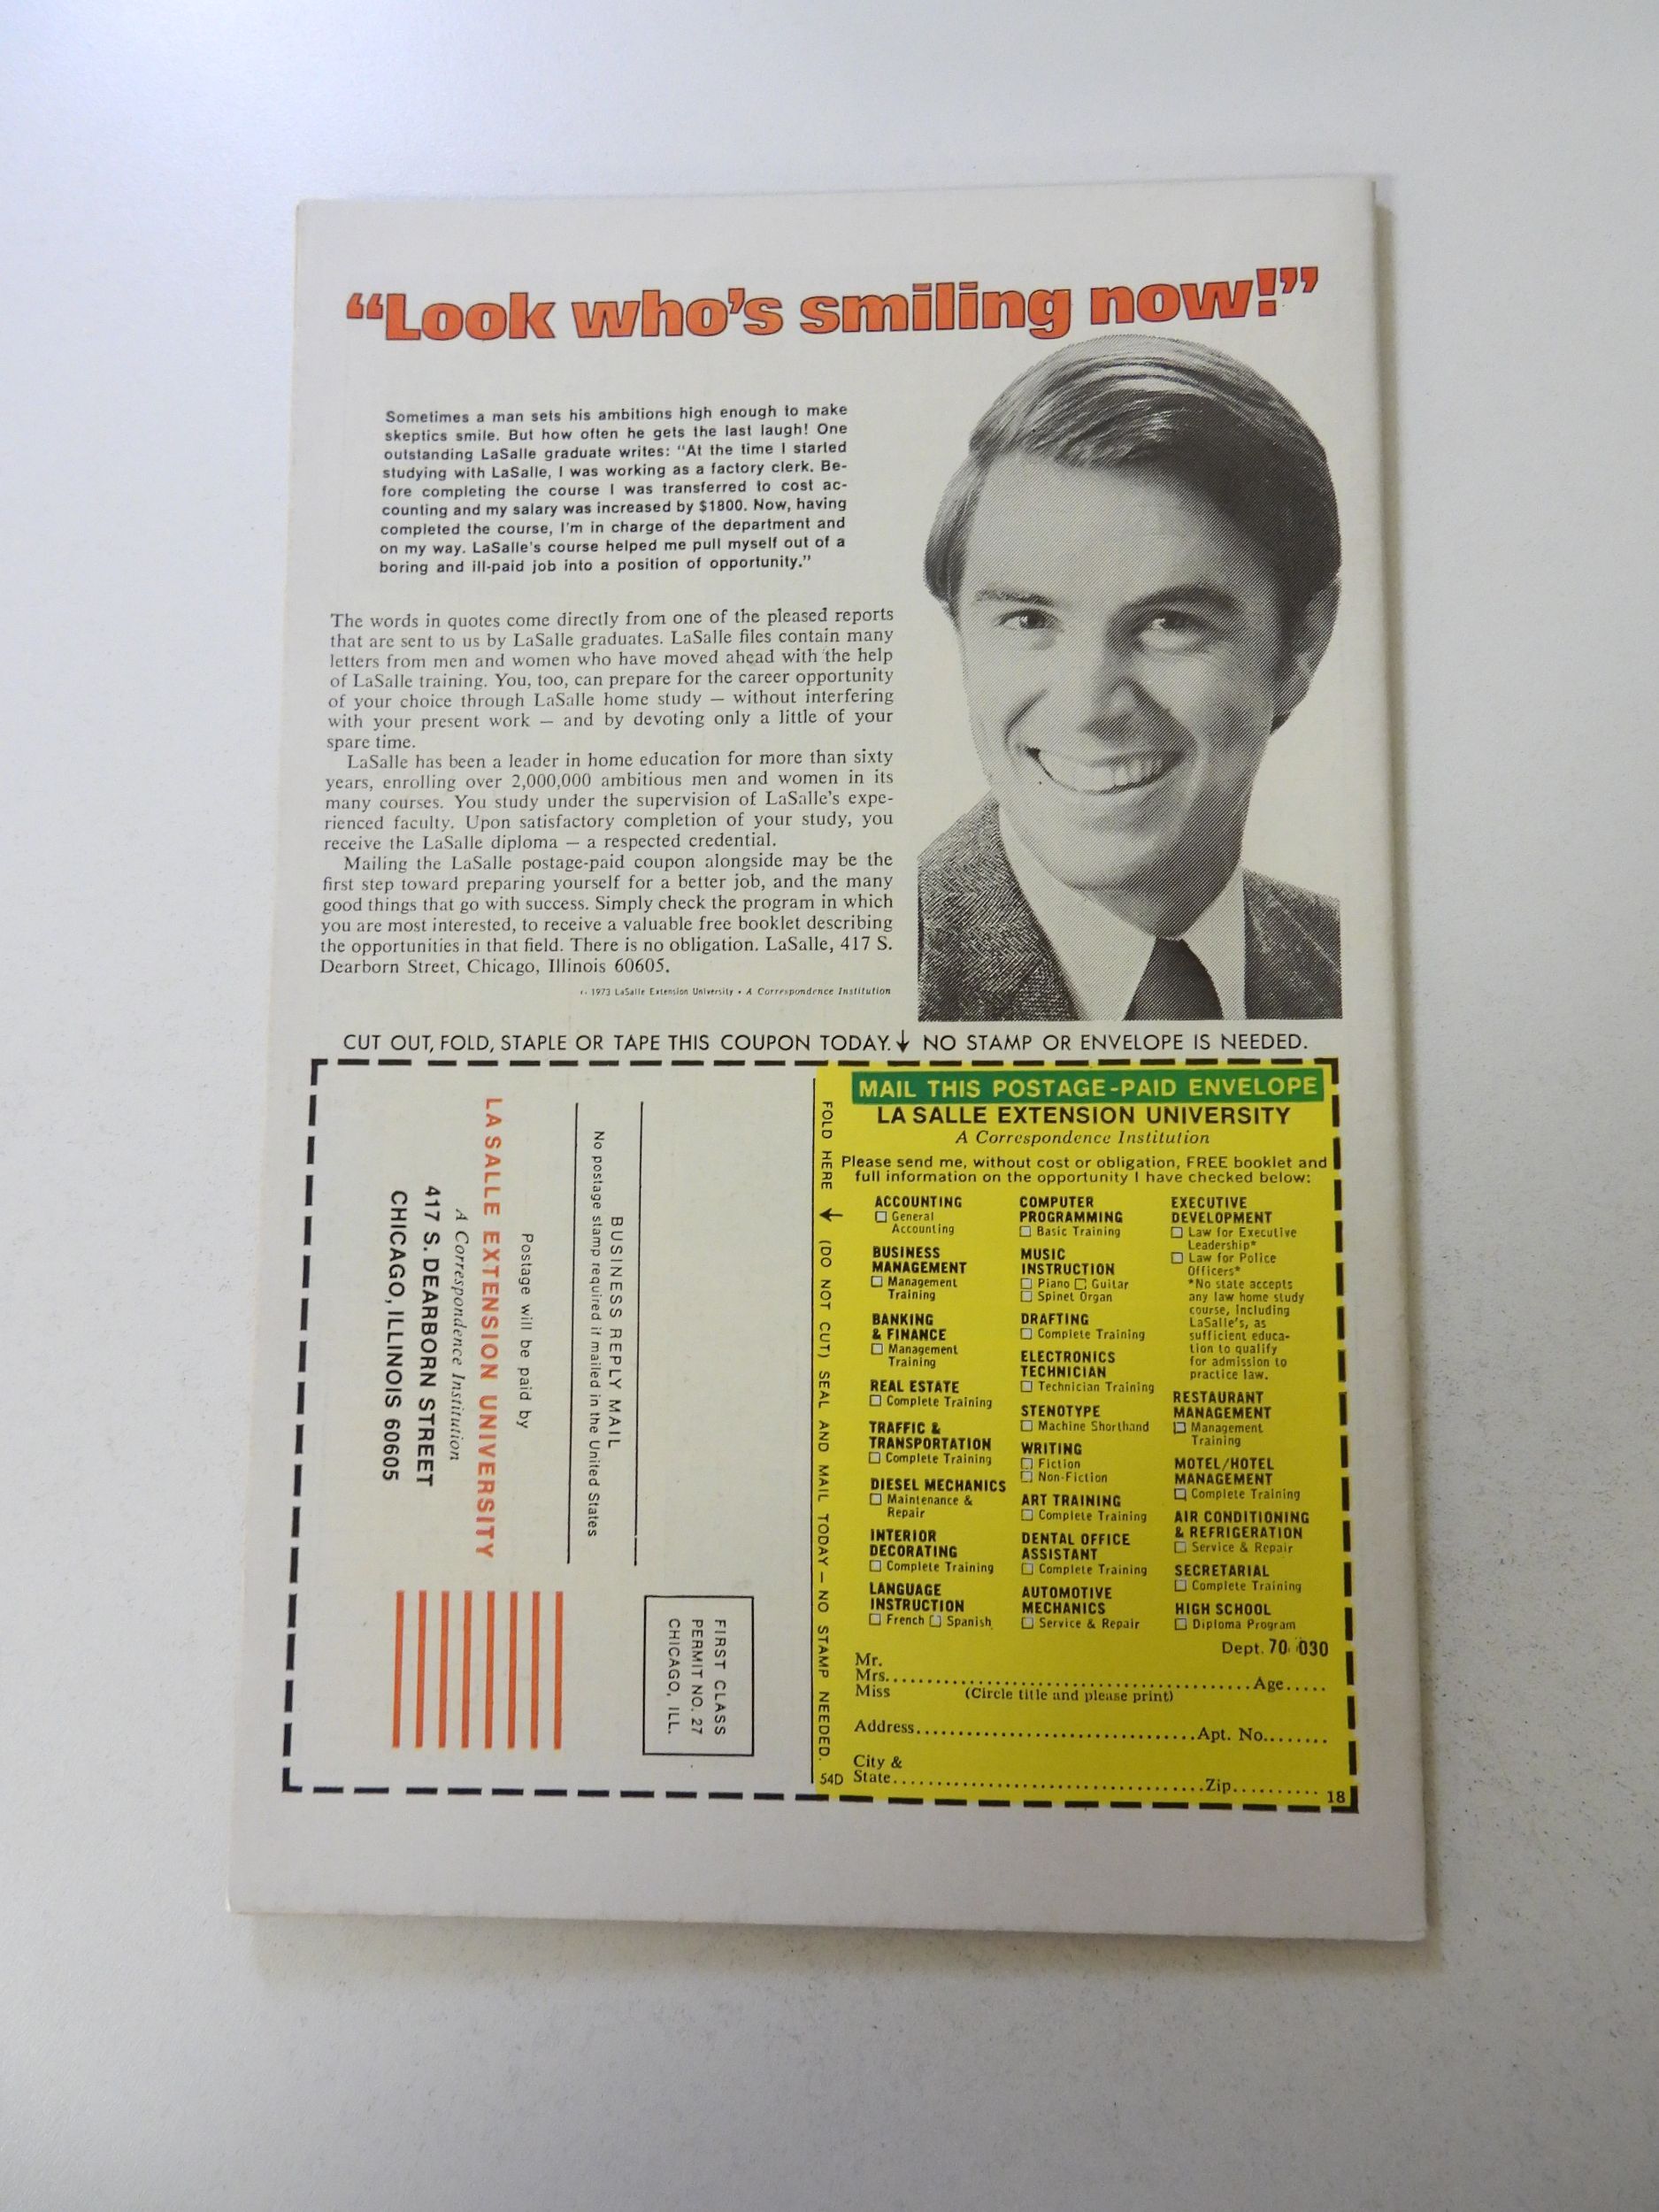 “Look who's smiling now!”
Sometimes a man sets his ambitions high enough to make
skeptics smile. But how often he gets the last laugh! One
outstanding LaSalle graduate writes: “At the time I started
studying with LaSalle, I was working as a factory clerk. Be-
fore completing the course I was transferred to cost ac-
counting and my salary was increased by $1800. Now, having
completed the course, I'm in charge of the department and
on my way. LaSalle's course helped me pull myself out of a
boring and ill-paid job into a position of opportunity.”
The words in quotes come directly from one of the pleased reports
that are sent to us by LaSalle graduates. LaSalle files contain many
letters from men and women who have moved ahead with the help
of LaSalle training. You, too, can prepare for the career opportunity
of your choice through LaSalle home study — without interfering
with your present work — and by devoting only a little of your
spare time.
LaSalle has been a leader in home education for more than sixty
years, enrolling over 2,000,000 ambitious men and women in its
many courses. You study under the supervision of LaSalle's expe-
rienced faculty. Upon satisfactory completion of your study, you
receive the LaSalle diploma — a respected credential.
Mailing the LaSalle postage-paid coupon alongside may be the
first step toward preparing yourself for a better job, and the many
good things that go with success. Simply check the program in which
you are most interested, to receive a valuable free booklet describing
the opportunities in that field. There is no obligation. LaSalle, 417 S.
Dearborn Street, Chicago, Illinois 60605.
1973 LaSalle Extension University • A Correspondence Institution
CUT OUT, FOLD, STAPLE OR TAPE THIS COUPON TODAY. NO STAMP OR ENVELOPE IS NEEDED.
FIRST CLASS
PERMIT NO. 27
CHICAGO, ILL.
BUSINESS REPLY MAIL
No postage stamp required if mailed in the United States
Postage will be paid by
LA SALLE EXTENSION UNIVERSITY
A Correspondence Institution
417 S. DEARBORN STREET
CHICAGO, ILLINOIS 60605
FOLD HERE (DO NOT CUT) SEAL AND MAIL TODAY — NO STAMP NEEDED.
54D
MAIL THIS POSTAGE-PAID ENVELOPE
LA SALLE EXTENSION UNIVERSITY
A Correspondence Institution
Please send me, without cost or obligation, FREE booklet and
full information on the opportunity I have checked below:
ACCOUNTING
General
Accounting
BUSINESS
MANAGEMENT
Management
Training
BANKING
& FINANCE
Management
Training
REAL ESTATE
Complete Training
TRAFFIC &
TRANSPORTATION
Complete Training
DIESEL MECHANICS
Maintenance &
Repair
INTERIOR
DECORATING
Complete Training
LANGUAGE
INSTRUCTION
French Spanish
COMPUTER
PROGRAMMING
Basic Training
MUSIC
INSTRUCTION
Piano Guitar
Spinet Organ
DRAFTING
Complete Training
ELECTRONICS
TECHNICIAN
Technician Training
STENOTYPE
Machine Shorthand
WRITING
Fiction
Non-Fiction
ART TRAINING
Complete Training
DENTAL OFFICE
ASSISTANT
Complete Training
AUTOMOTIVE
MECHANICS
Service & Repair
EXECUTIVE
DEVELOPMENT
Law for Executive
Leadership*
Law for Police
Officers*
*No state accepts
any law home study
course, including
LaSalle's, as
sufficient educa-
tion to qualify
for admission to
practice law.
RESTAURANT
MANAGEMENT
Management
Training
MOTEL/HOTEL
MANAGEMENT
Complete Training
AIR CONDITIONING
& REFRIGERATION
Service & Repair
SECRETARIAL
Complete Training
HIGH SCHOOL
Diploma Program
Dept. 70-030
Mr.
Mrs. Age
Miss (Circle title and please print)
Address Apt. No.
City &
State Zip
18